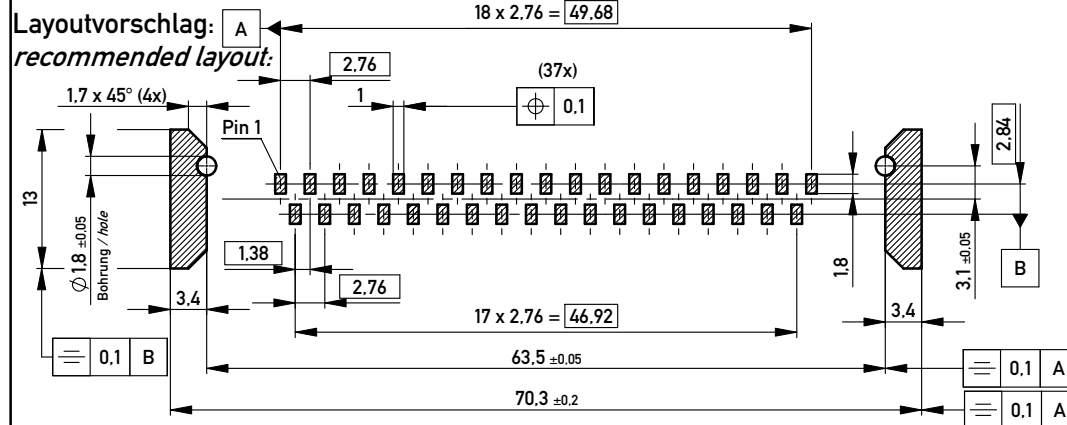 Layoutvorschlag:
recommended layout:
A
18 x 2,76 = 49,68
2,76
1
(37x)
0,1
1,7 x 45° (4x)
Pin 1
2,84
13
Ø 1,8 ±0,05
Bohrung / hole
1,38
2,76
1,8
3,1 ±0,05
B
3,4
3,4
17 x 2,76 = 46,92
0,1 B
63,5 ±0,05
0,1 A
70,3 ±0,2
0,1 A